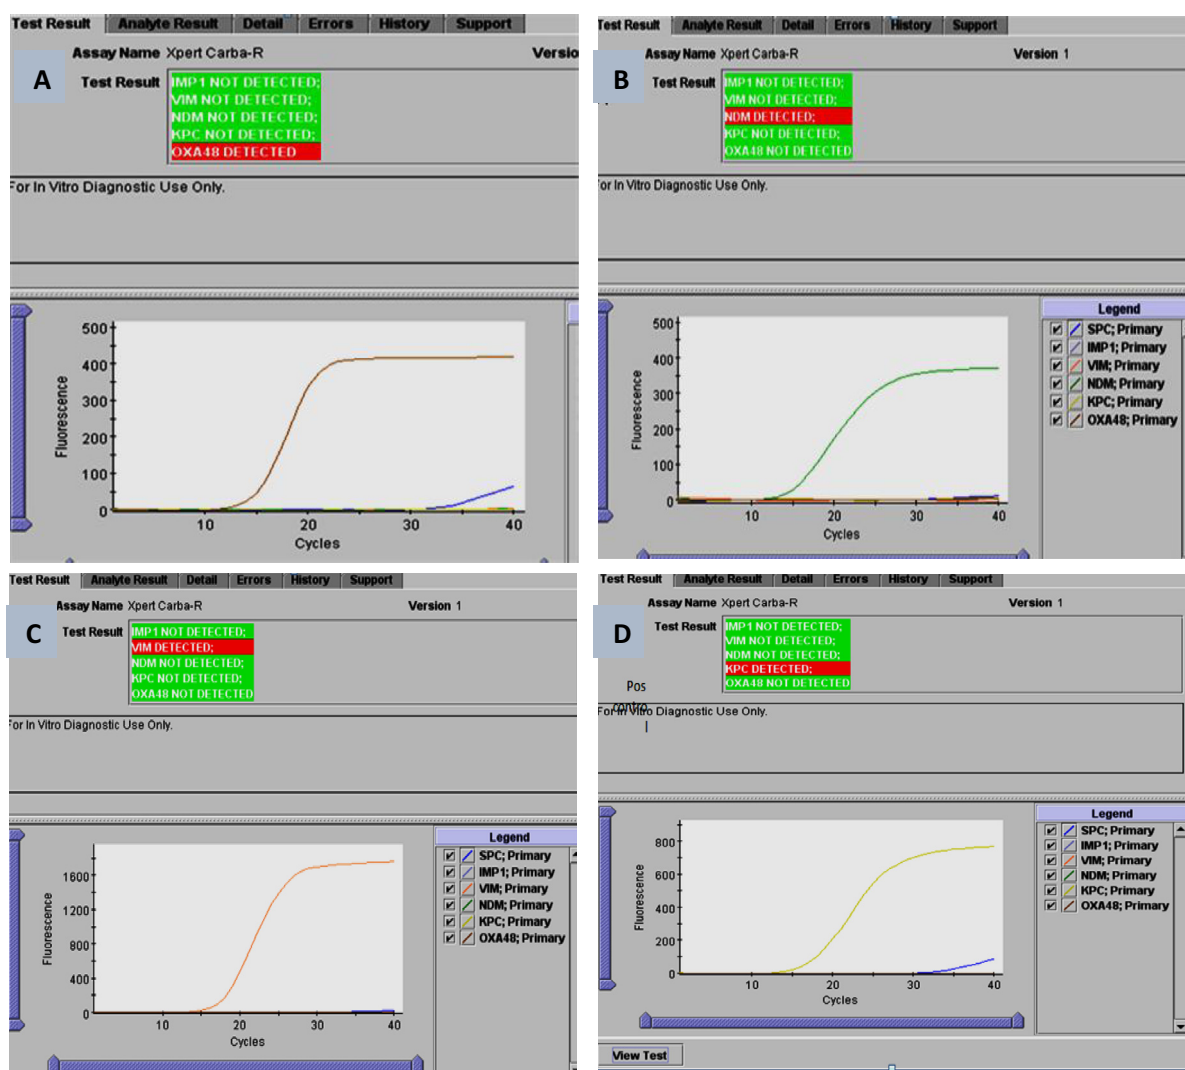 Test Result Analyte Result Detail Errors History Support
A
Assay Name Xpert Carba-R Versio
Test Result
IMP1 NOT DETECTED;
VIM NOT DETECTED;
NDM NOT DETECTED;
KPC NOT DETECTED;
OXA48 DETECTED
For In Vitro Diagnostic Use Only.
500
400
300
200
100
0
Fluorescence
10 20 30 40
Cycles
Test Result Analyte Result Detail Errors History Support
B
Assay Name Xpert Carba-R Version 1
Test Result
IMP1 NOT DETECTED;
VIM NOT DETECTED;
NDM DETECTED;
KPC NOT DETECTED;
OXA48 NOT DETECTED
For In Vitro Diagnostic Use Only.
500
400
300
200
100
0
Fluorescence
10 20 30 40
Cycles
Legend
SPC; Primary
IMP1; Primary
VIM; Primary
NDM; Primary
KPC; Primary
OXA48; Primary
Test Result Analyte Result Detail Errors History Support
C
Assay Name Xpert Carba-R Version 1
Test Result
IMP1 NOT DETECTED;
VIM DETECTED;
NDM NOT DETECTED;
KPC NOT DETECTED;
OXA48 NOT DETECTED
For In Vitro Diagnostic Use Only.
1600
1200
800
400
0
Fluorescence
10 20 30 40
Cycles
Legend
SPC; Primary
IMP1; Primary
VIM; Primary
NDM; Primary
KPC; Primary
OXA48; Primary
Test Result Analyte Result Detail Errors History Support
D
Assay Name Xpert Carba-R Version 1
Test Result
IMP1 NOT DETECTED;
VIM NOT DETECTED;
NDM NOT DETECTED;
KPC DETECTED;
OXA48 NOT DETECTED
Pos
contro
l
For In Vitro Diagnostic Use Only.
800
600
400
200
0
Fluorescence
10 20 30 40
Cycles
Legend
SPC; Primary
IMP1; Primary
VIM; Primary
NDM; Primary
KPC; Primary
OXA48; Primary
View Test